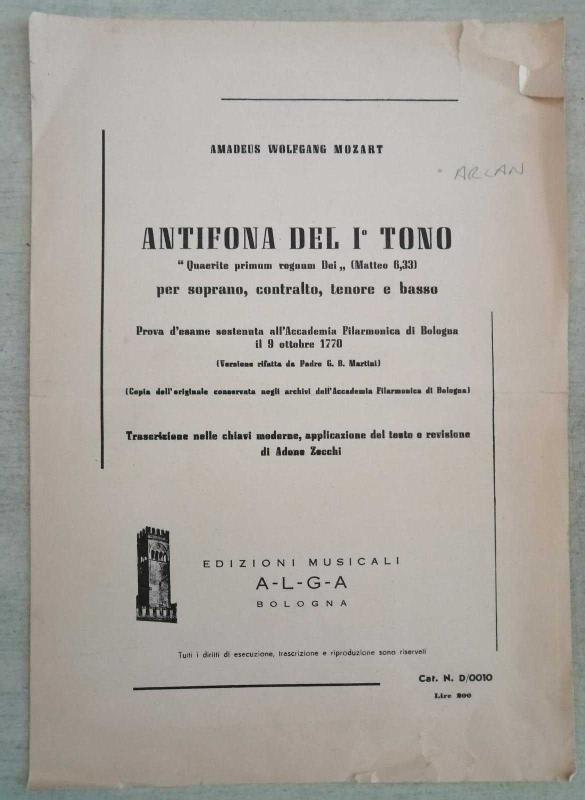 AMADEUS WOLFGANG MOZART
ARCAN
ANTIFONA DEL I° TONO
“ Quaerite primum regnum Dei „ (Matteo 6,33)
per soprano, contralto, tenore e basso
Prova d'esame sostenuta all'Accademia Filarmonica di Bologna
il 9 ottobre 1770
(Versione rifatta da Padre G. B. Martini)
(Copia dell'originale conservata negli archivi dell'Accademia Filarmonica di Bologna)
Trascrizione nelle chiavi moderne, applicazione del testo e revisione
di Adone Zecchi
EDIZIONI MUSICALI
A-L-G-A
BOLOGNA
Tutti i diritti di esecuzione, trascrizione e riproduzione sono riservati
Cat. N. D/0010
Lire 200